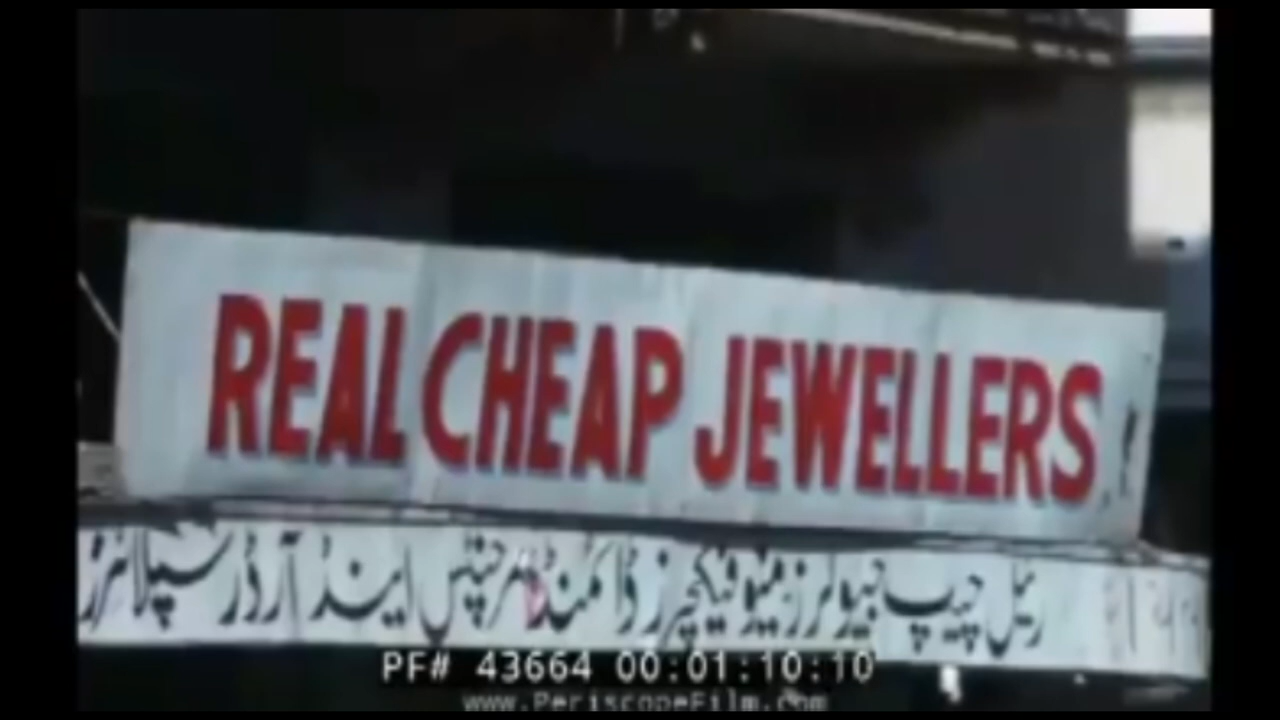 REAL CHEAP JEWELLERS
ریل چیپ جیولرز مینوفیکچررز ڈائمنڈ مرچنٹس اینڈ آرڈر سپلائرز
PF# 43664 00:01:10:10
www.PeriscopeFilm.com